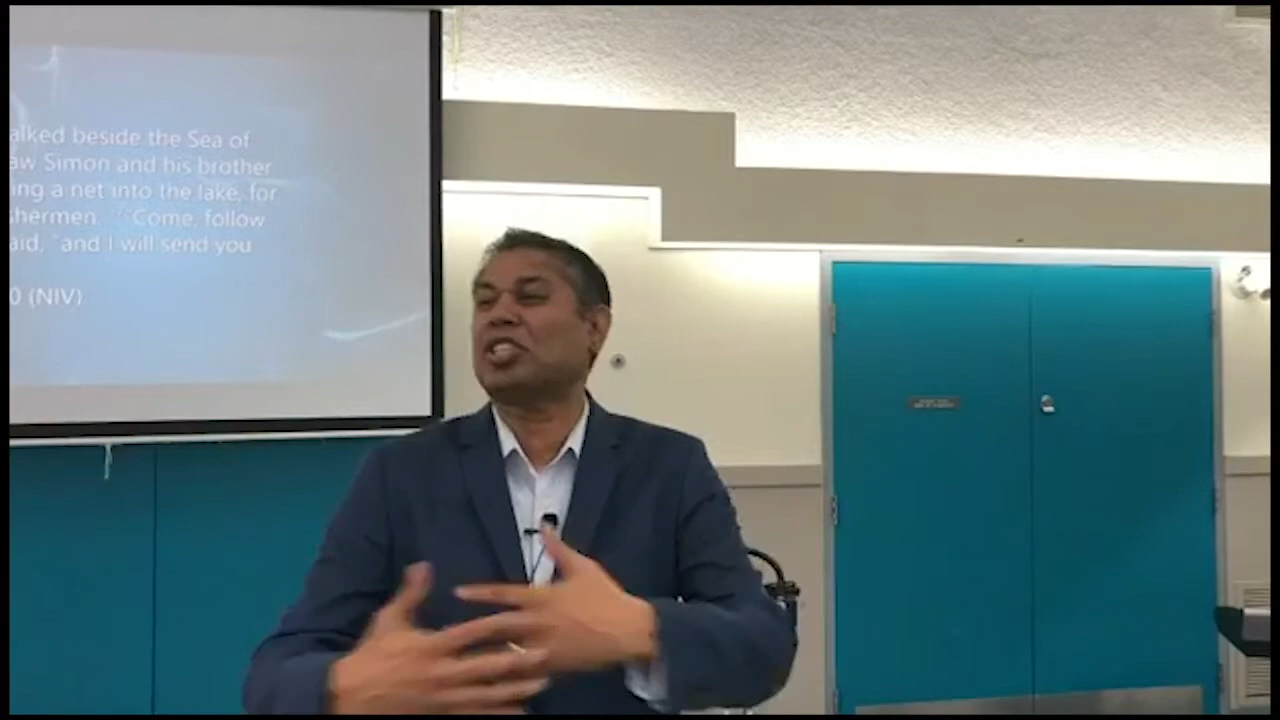 alked beside the Sea of
aw Simon and his brother
ing a net into the lake, for
shermen. "Come, follow
aid, "and I will send you
0 (NIV)